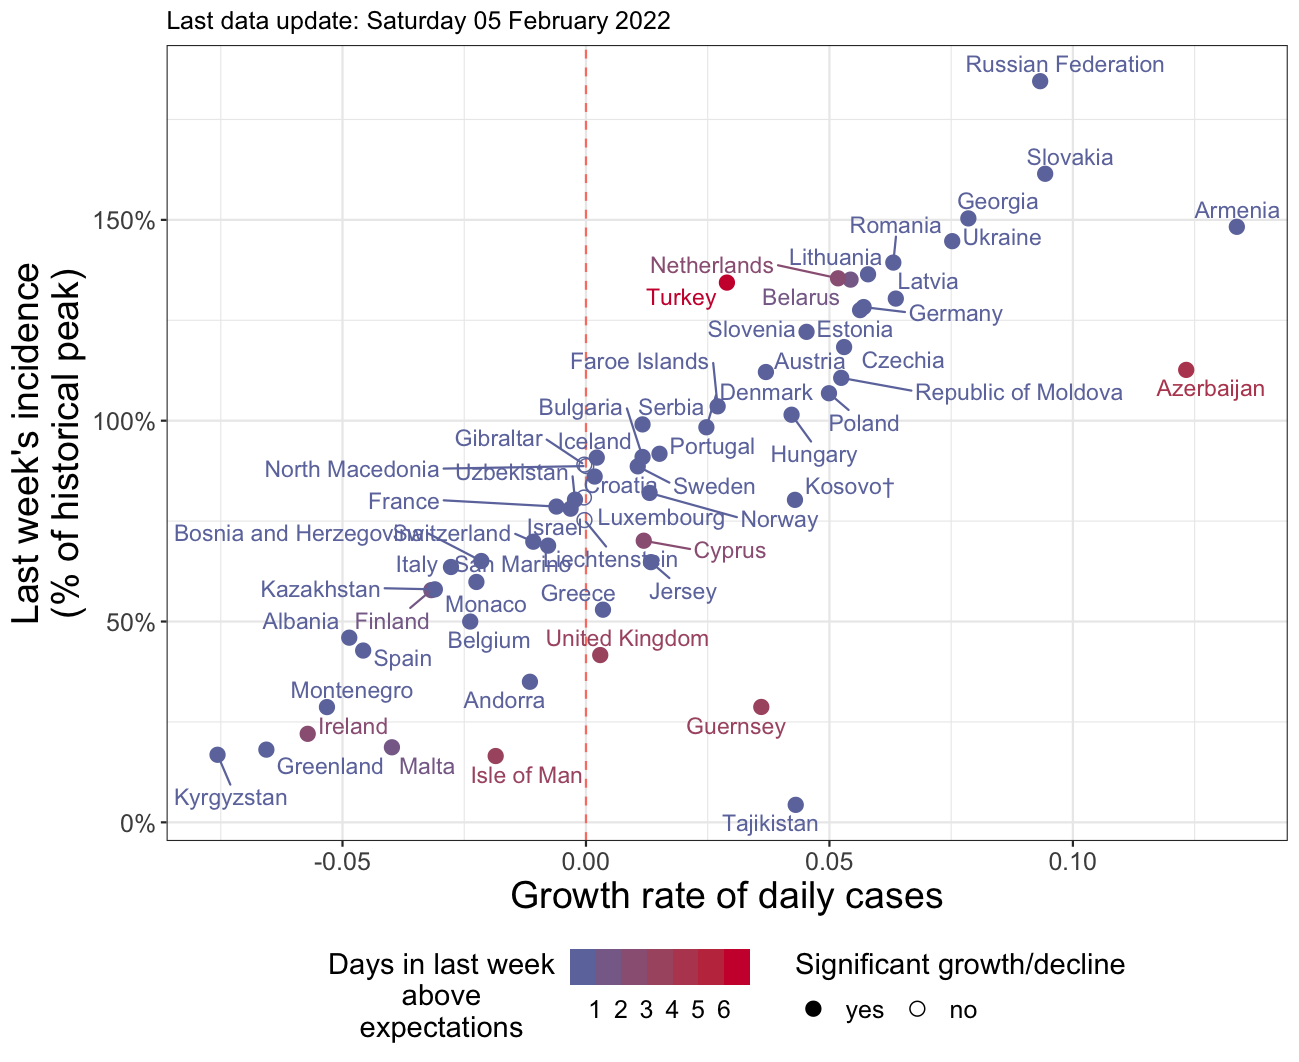 Last data update: Saturday 05 February 2022
Last week's incidence
(% of historical peak)
150%
100%
50%
0%
Russian Federation
Slovakia
Georgia
Armenia
Romania
Ukraine
Lithuania
Netherlands
Latvia
Turkey
Belarus
Germany
Slovenia
Estonia
Faroe Islands
Austria
Czechia
Azerbaijan
Denmark
Republic of Moldova
Bulgaria
Serbia
Poland
Gibraltar
Iceland
Portugal
Hungary
North Macedonia
Uzbekistan
Croatia
Sweden
Kosovo†
France
Luxembourg
Norway
Bosnia and Herzegovina
Switzerland
Israel
Cyprus
Italy
San Marino
Liechtenstein
Kazakhstan
Jersey
Greece
Monaco
Albania
Finland
Belgium
United Kingdom
Spain
Montenegro
Andorra
Ireland
Guernsey
Greenland
Malta
Isle of Man
Kyrgyzstan
Tajikistan
-0.05
0.00
0.05
0.10
Growth rate of daily cases
Days in last week
above
expectations
1 2 3 4 5 6
Significant growth/decline
yes
no